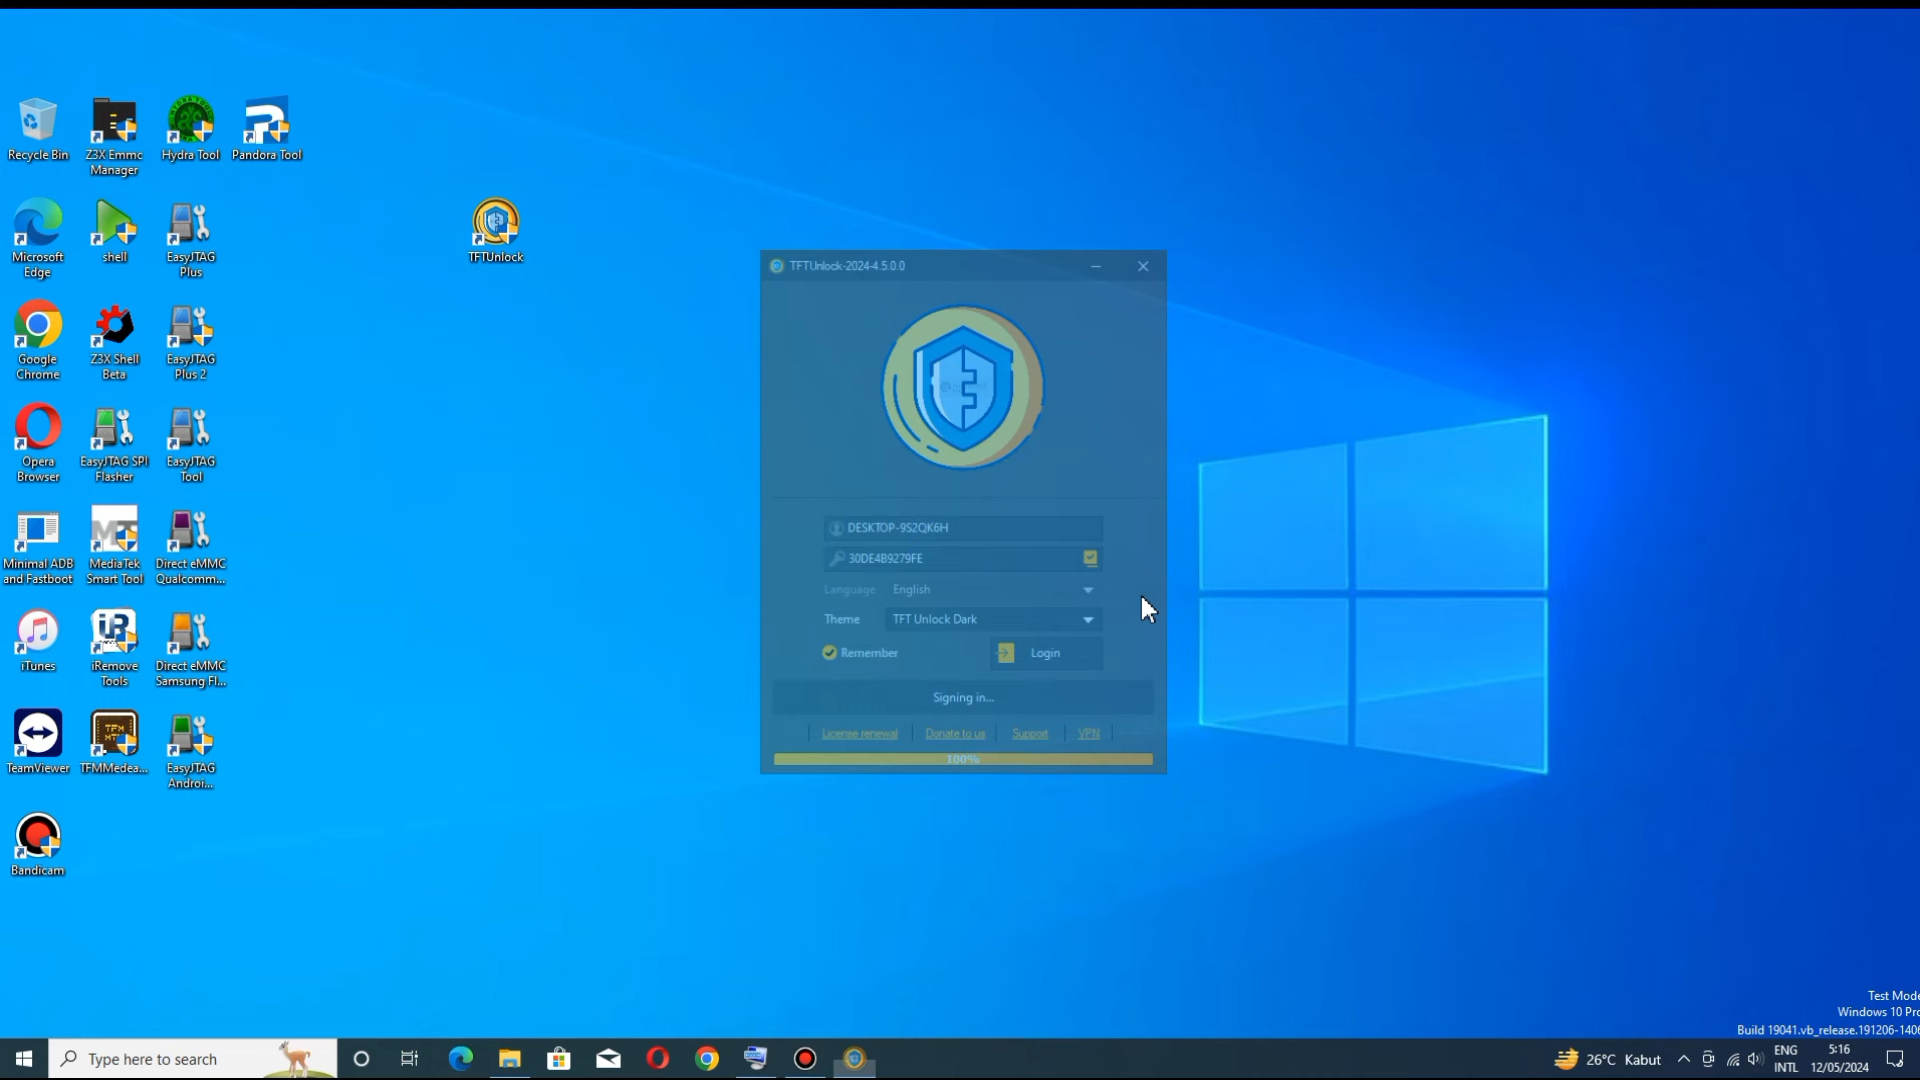 Recycle Bin
Z3X Emmc
Manager
Hydra Tool
Pandora Tool
Microsoft
Edge
shell
EasyJTAG
Plus
TFTUnlock
Google
Chrome
Z3X Shell
Beta
EasyJTAG
Plus 2
Opera
Browser
EasyJTAG SPI
Flasher
EasyJTAG
Tool
Minimal ADB
and Fastboot
MediaTek
Smart Tool
Direct eMMC
Qualcomm...
iTunes
iRemove
Tools
Direct eMMC
Samsung Fl...
TeamViewer
TFMMedea...
EasyJTAG
Androi...
Bandicam
TFTUnlock-2024-4.5.0.0
DESKTOP-9S2QK6H
30DE4B9279FE
Language English
Theme TFT Unlock Dark
Remember Login
Signing in...
License renewal Donate to us Support VPN
100%
Test Mode
Windows 10 Pro
Build 19041.vb_release.191206-1406
Type here to search
26°C Kabut
ENG
INTL
5:16
12/05/2024